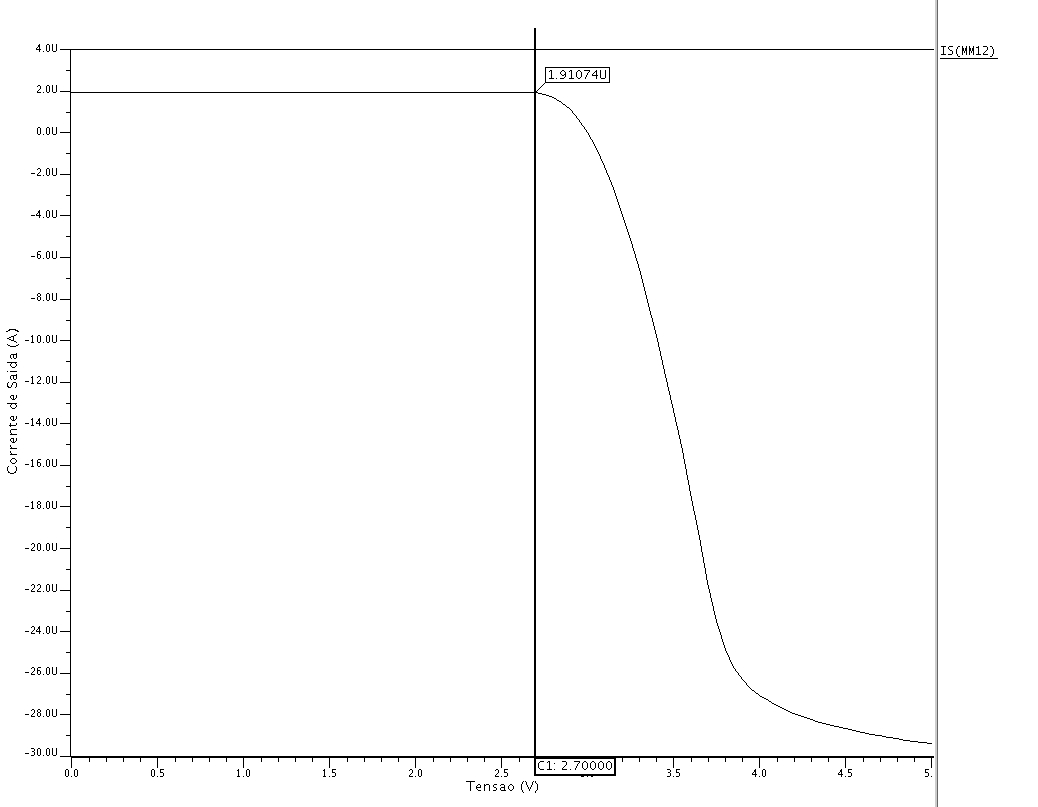 IS(MM12)
1.91074U
4.0U
2.0U
0.0U
-2.0U
-4.0U
-6.0U
-8.0U
-10.0U
-12.0U
-14.0U
-16.0U
-18.0U
-20.0U
-22.0U
-24.0U
-26.0U
-28.0U
-30.0U
Corrente de Saida (A)
0.0 0.5 1.0 1.5 2.0 2.5 3.5 4.0 4.5 5.
C1: 2.70000
Tensao (V)